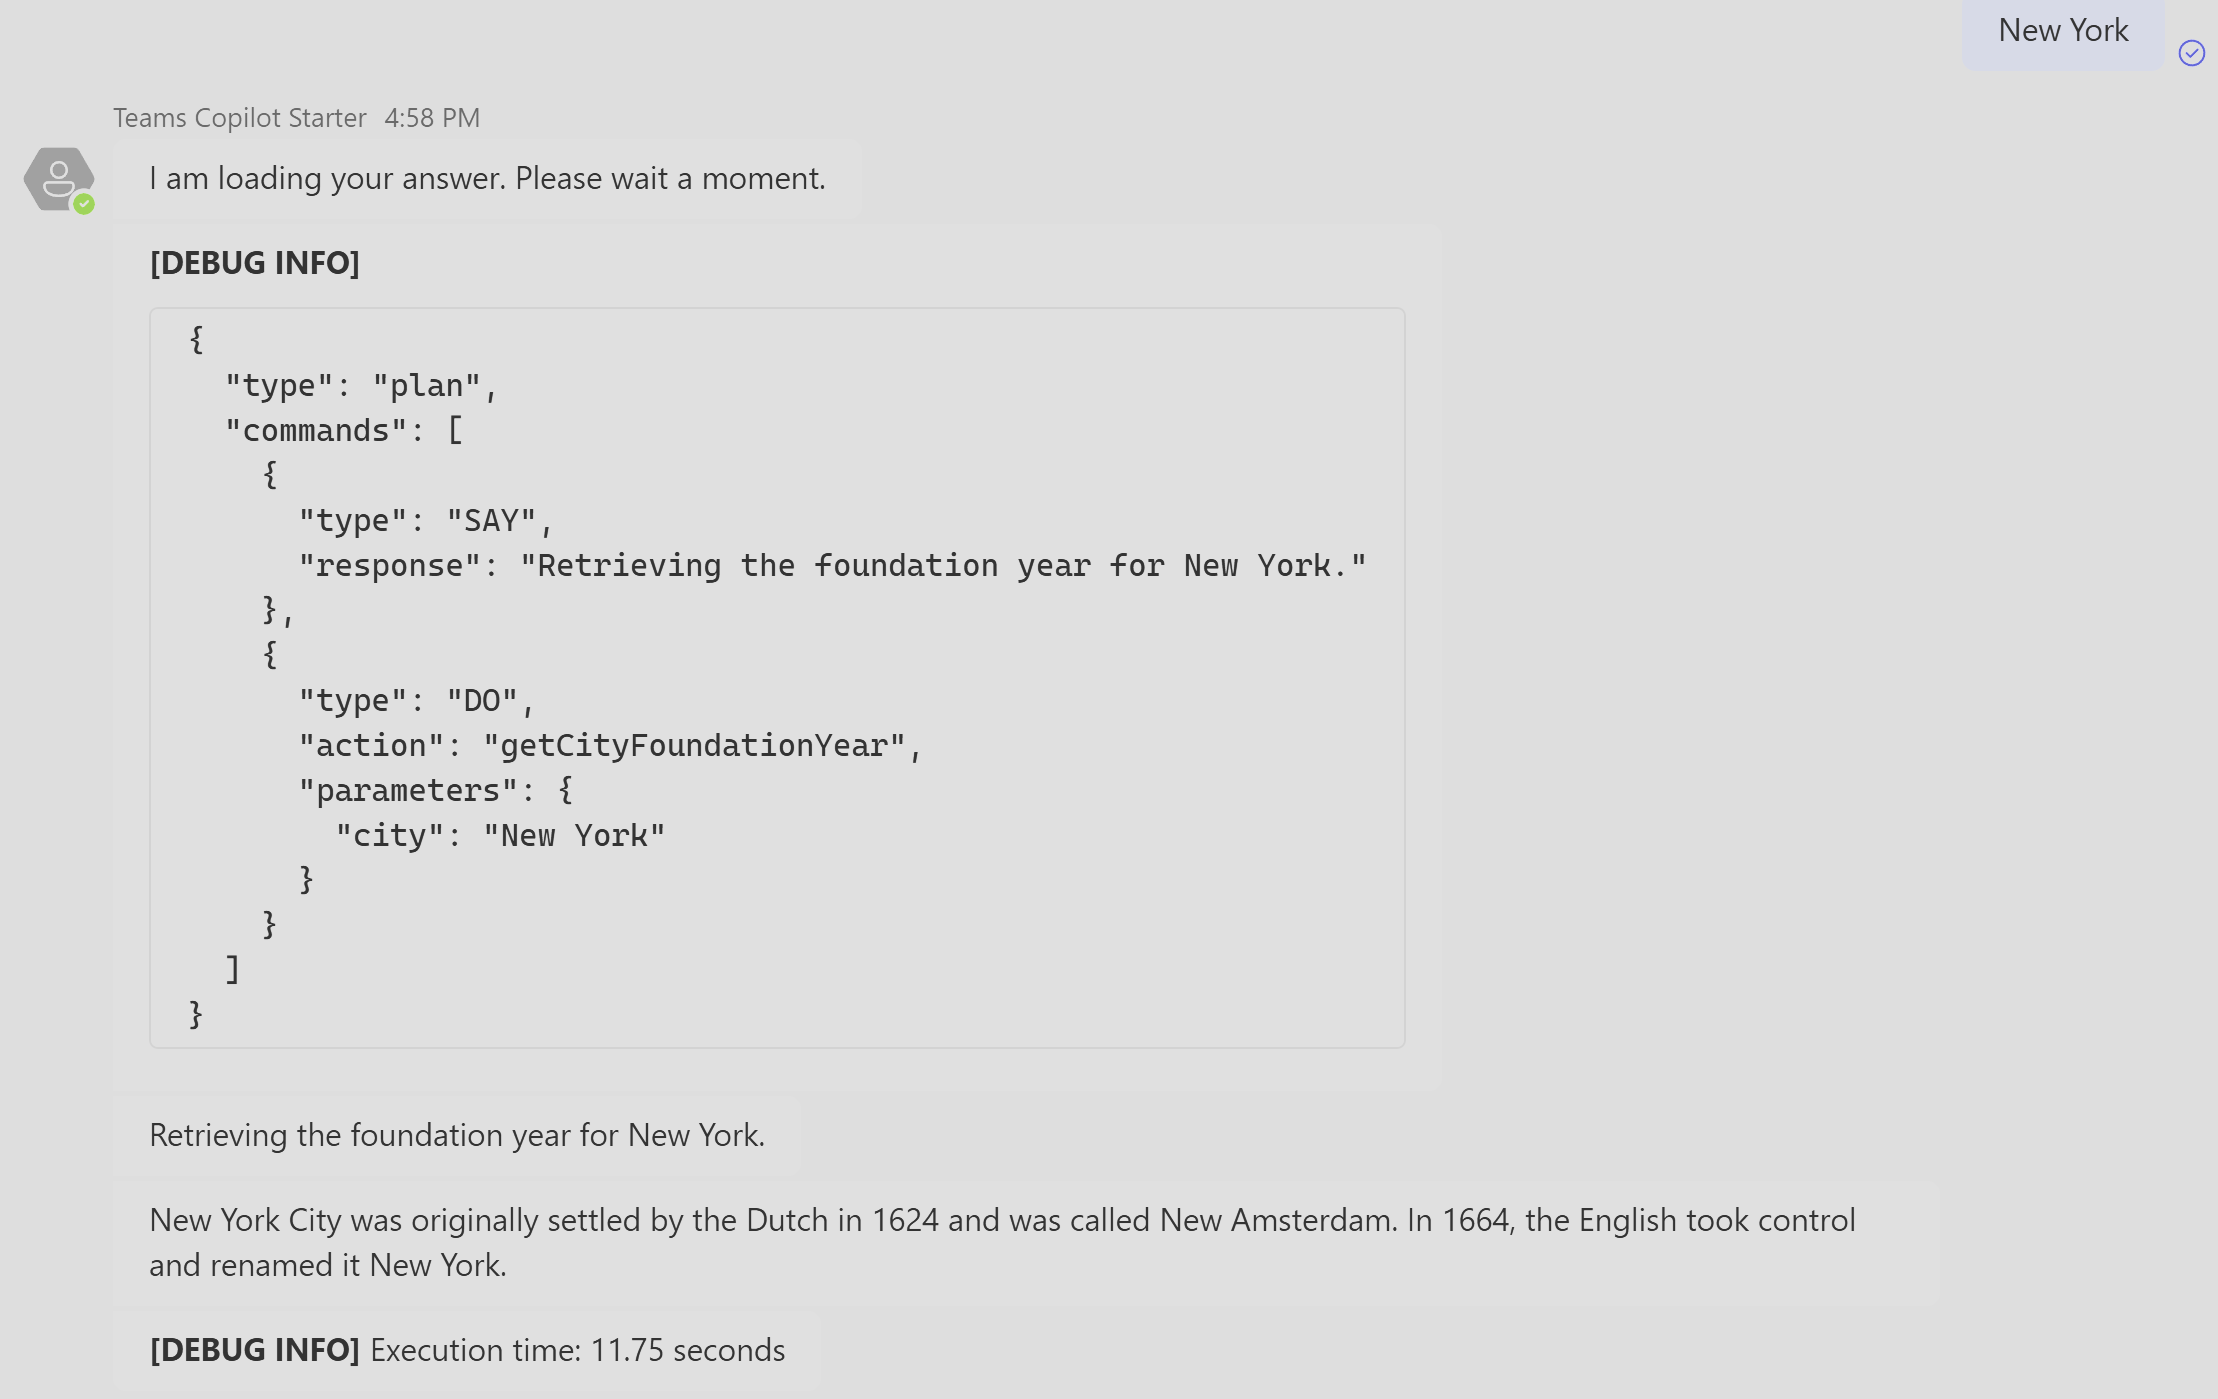 New York
Teams Copilot Starter 4:58 PM
I am loading your answer. Please wait a moment.
[DEBUG INFO]
{
  "type": "plan",
  "commands": [
    {
      "type": "SAY",
      "response": "Retrieving the foundation year for New York."
    },
    {
      "type": "DO",
      "action": "getCityFoundationYear",
      "parameters": {
        "city": "New York"
      }
    }
  ]
}
Retrieving the foundation year for New York.
New York City was originally settled by the Dutch in 1624 and was called New Amsterdam. In 1664, the English took control
and renamed it New York.
[DEBUG INFO] Execution time: 11.75 seconds